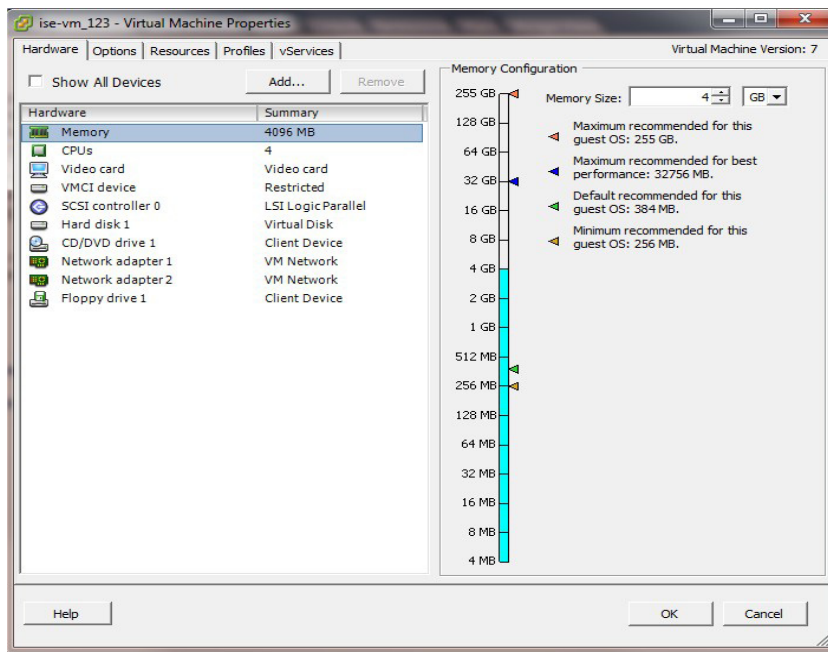 ise-vm_123 - Virtual Machine Properties
Hardware Options Resources Profiles vServices
Virtual Machine Version: 7
Show All Devices
Add...
Remove
Hardware Summary
Memory 4096 MB
CPUs 4
Video card Video card
VMCI device Restricted
SCSI controller 0 LSI Logic Parallel
Hard disk 1 Virtual Disk
CD/DVD drive 1 Client Device
Network adapter 1 VM Network
Network adapter 2 VM Network
Floppy drive 1 Client Device
Memory Configuration
255 GB
128 GB
64 GB
32 GB
16 GB
8 GB
4 GB
2 GB
1 GB
512 MB
256 MB
128 MB
64 MB
32 MB
16 MB
8 MB
4 MB
Memory Size: 4 GB
Maximum recommended for this
guest OS: 255 GB.
Maximum recommended for best
performance: 32756 MB.
Default recommended for this
guest OS: 384 MB.
Minimum recommended for this
guest OS: 256 MB.
Help
OK
Cancel